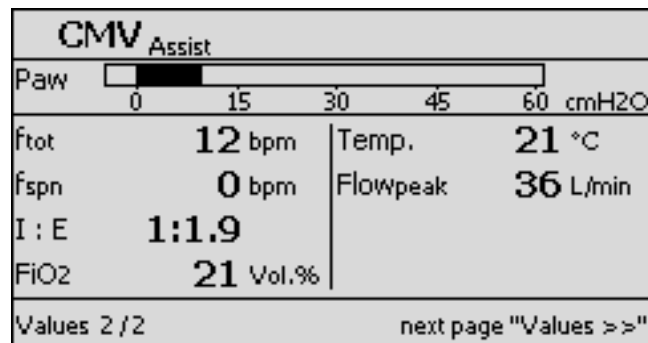 CMV Assist
Paw
0 15 30 45 60 cmH2O
ftot 12 bpm Temp. 21 °C
fspn 0 bpm Flowpeak 36 L/min
I : E 1:1.9
FiO2 21 Vol.%
Values 2/2 next page "Values >>"